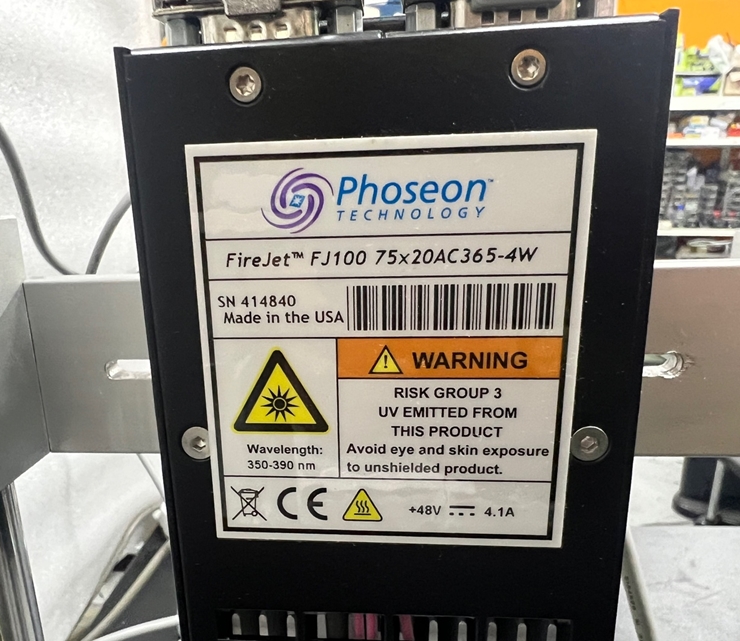 Phoseon™
TECHNOLOGY
FireJet™ FJ100 75x20AC365-4W
SN 414840
Made in the USA
WARNING
RISK GROUP 3
UV EMITTED FROM
THIS PRODUCT
Avoid eye and skin exposure
to unshielded product.
Wavelength:
350-390 nm
CE
+48V 4.1A